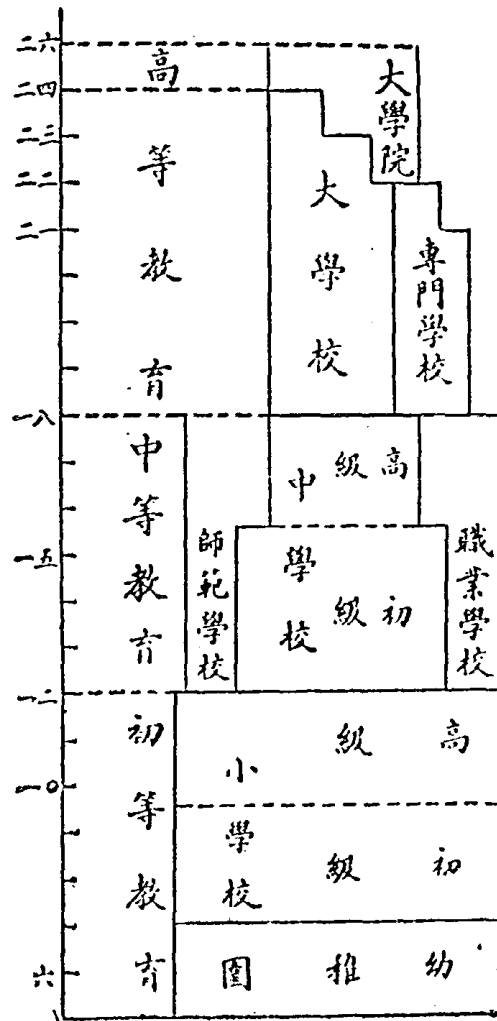 二六
二四
二三
二二
二一
一八
一五
一二
一〇
六
高等教育
中等教育
初等教育
大學院
大學校
專門學校
師範學校
中學校
高級
初級
職業學校
小學校
高級
初級
幼稚園